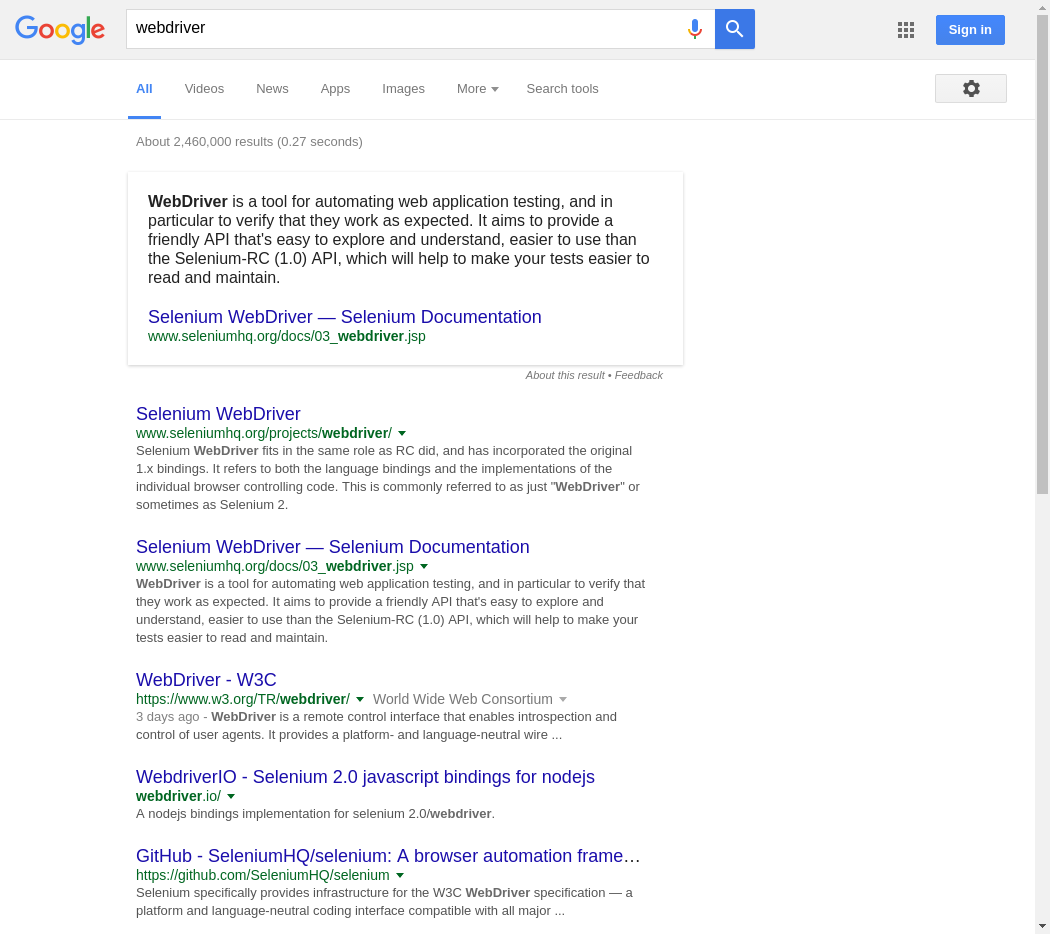 Google
webdriver
Sign in
All Videos News Apps Images More Search tools
About 2,460,000 results (0.27 seconds)
WebDriver is a tool for automating web application testing, and in
particular to verify that they work as expected. It aims to provide a
friendly API that's easy to explore and understand, easier to use than
the Selenium-RC (1.0) API, which will help to make your tests easier to
read and maintain.
Selenium WebDriver — Selenium Documentation
www.seleniumhq.org/docs/03_webdriver.jsp
About this result • Feedback
Selenium WebDriver
www.seleniumhq.org/projects/webdriver/
Selenium WebDriver fits in the same role as RC did, and has incorporated the original
1.x bindings. It refers to both the language bindings and the implementations of the
individual browser controlling code. This is commonly referred to as just "WebDriver" or
sometimes as Selenium 2.
Selenium WebDriver — Selenium Documentation
www.seleniumhq.org/docs/03_webdriver.jsp
WebDriver is a tool for automating web application testing, and in particular to verify that
they work as expected. It aims to provide a friendly API that's easy to explore and
understand, easier to use than the Selenium-RC (1.0) API, which will help to make your
tests easier to read and maintain.
WebDriver - W3C
https://www.w3.org/TR/webdriver/ World Wide Web Consortium
3 days ago - WebDriver is a remote control interface that enables introspection and
control of user agents. It provides a platform- and language-neutral wire ...
WebdriverIO - Selenium 2.0 javascript bindings for nodejs
webdriver.io/
A nodejs bindings implementation for selenium 2.0/webdriver.
GitHub - SeleniumHQ/selenium: A browser automation frame…
https://github.com/SeleniumHQ/selenium
Selenium specifically provides infrastructure for the W3C WebDriver specification — a
platform and language-neutral coding interface compatible with all major ...